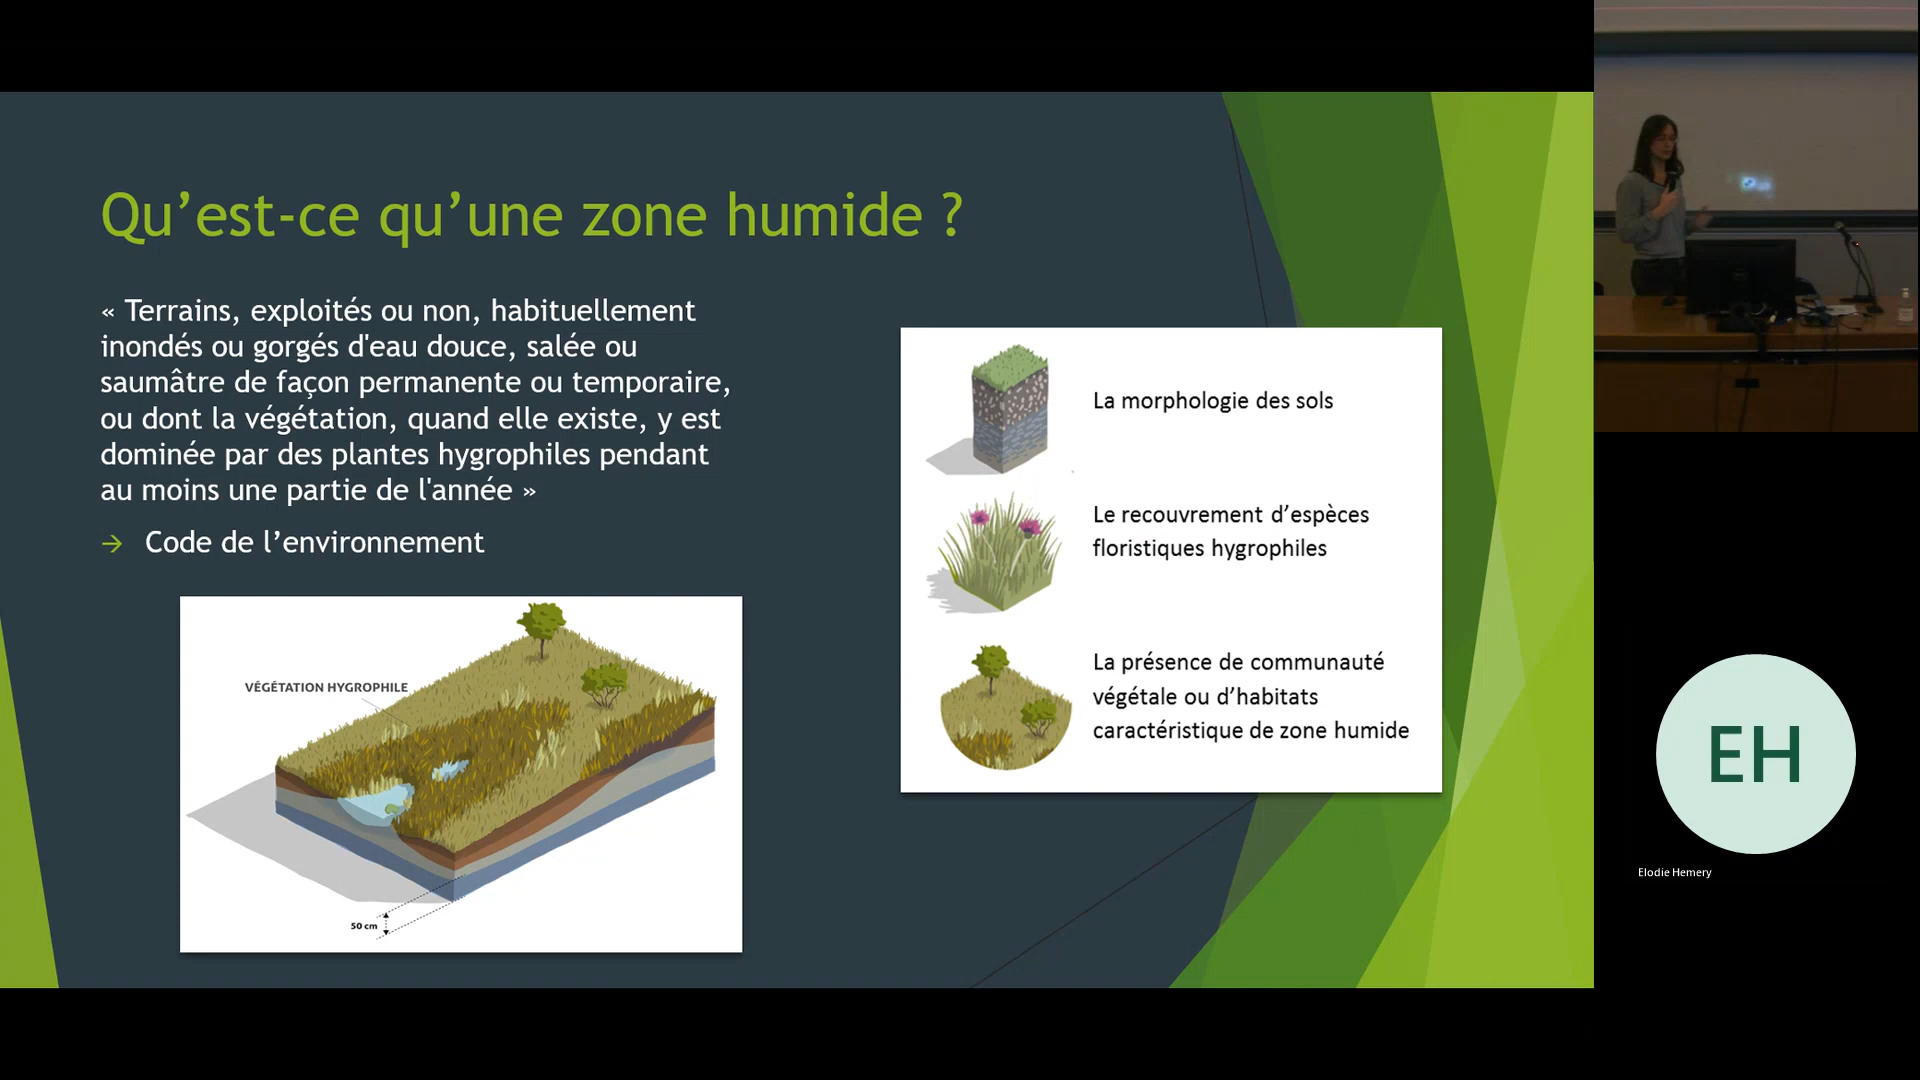 Qu’est-ce qu’une zone humide ?
« Terrains, exploités ou non, habituellement
inondés ou gorgés d'eau douce, salée ou
saumâtre de façon permanente ou temporaire,
ou dont la végétation, quand elle existe, y est
dominée par des plantes hygrophiles pendant
au moins une partie de l'année »
→ Code de l’environnement
VÉGÉTATION HYGROPHILE
50 cm
La morphologie des sols
Le recouvrement d’espèces
floristiques hygrophiles
La présence de communauté
végétale ou d’habitats
caractéristique de zone humide
EH
Elodie Hemery